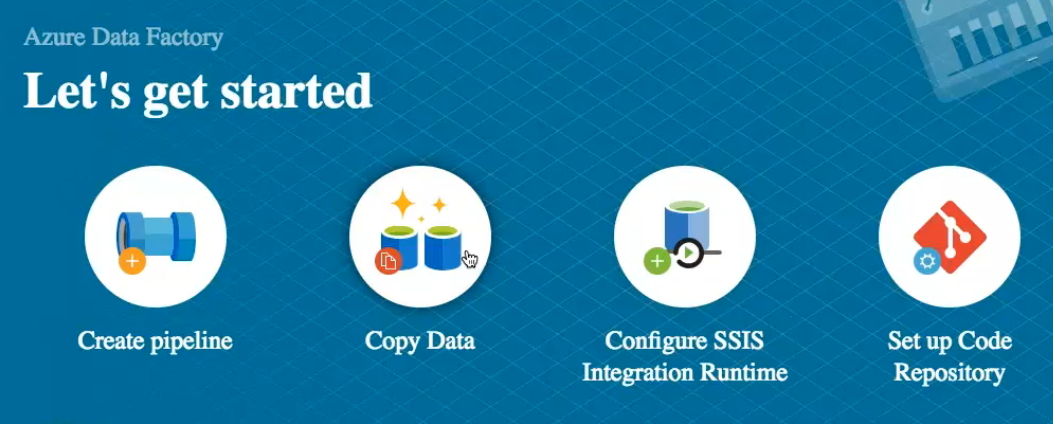 Azure Data Factory
Let's get started
Create pipeline
Copy Data
Configure SSIS
Integration Runtime
Set up Code
Repository